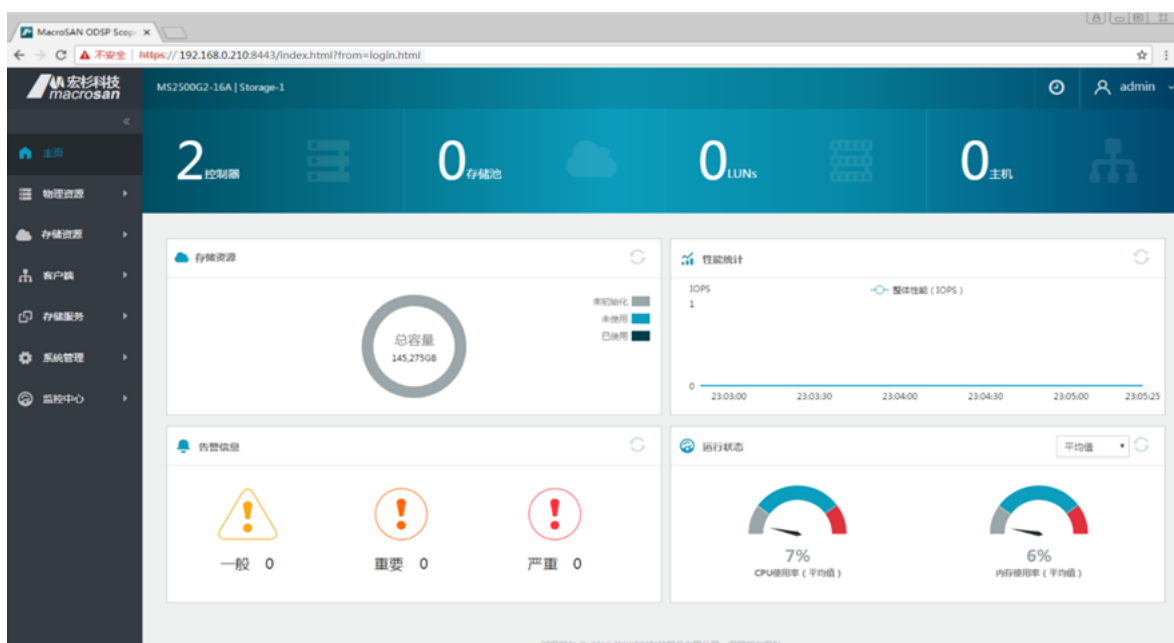 MacroSAN ODSP Scop
不安全 https://192.168.0.210:8443/index.html?from=login.html
宏杉科技
macrosan
MS2500G2-16A | Storage-1
admin
主页
物理资源
存储资源
客户端
存储服务
系统管理
监控中心
2 控制器
0 存储池
0 LUNs
0 主机
存储资源
未初始化
未使用
已使用
总容量
145,275GB
性能统计
IOPS
整体性能 ( IOPS )
1
0
23:03:00 23:03:30 23:04:00 23:04:30 23:05:00 23:05:25
告警信息
一般 0
重要 0
严重 0
运行状态
平均值
7%
CPU使用率 ( 平均值 )
6%
内存使用率 ( 平均值 )